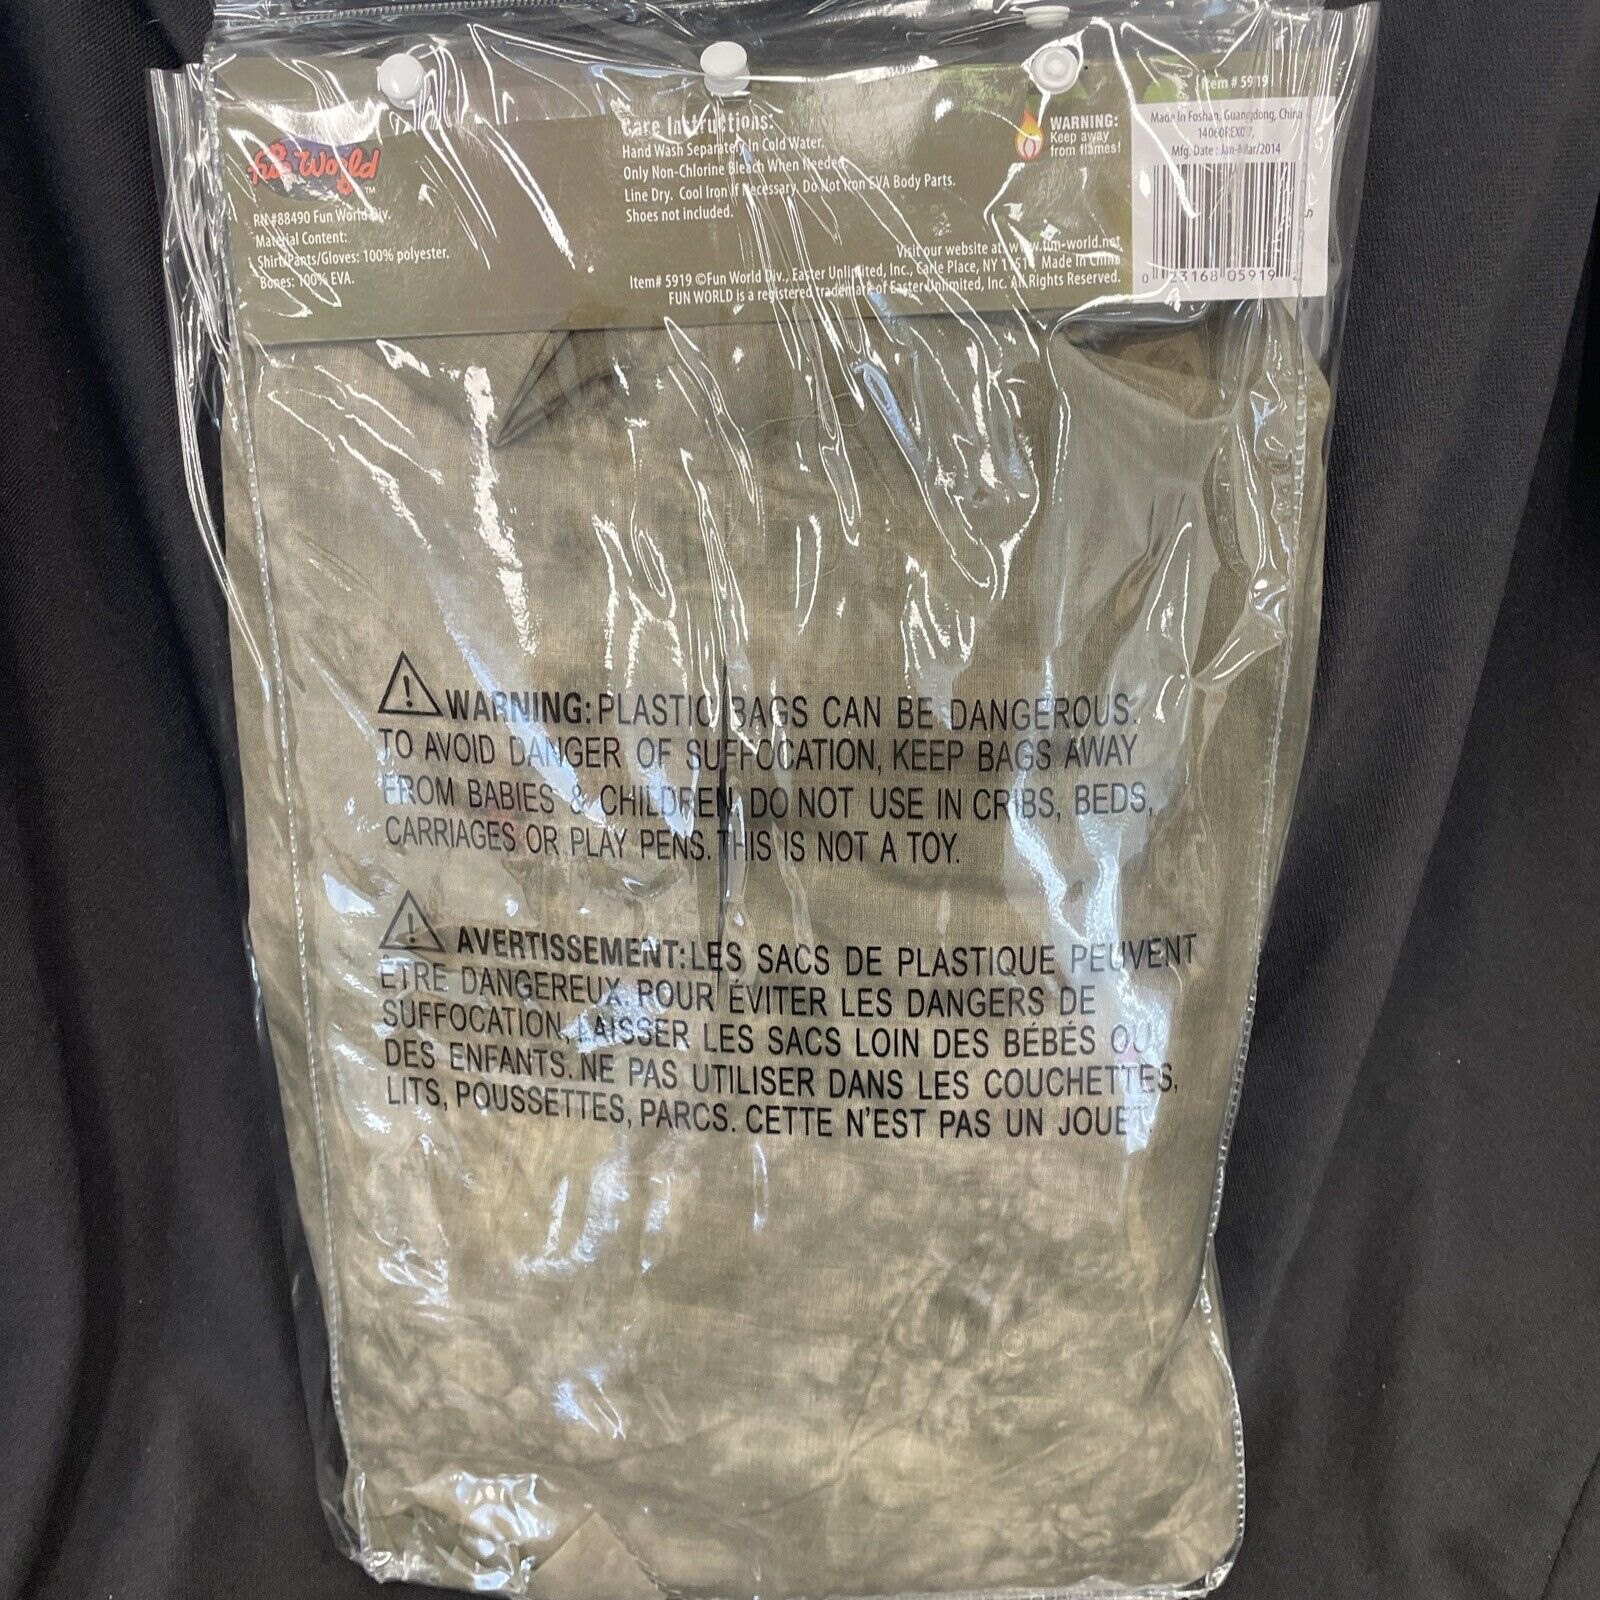 Fun World
TM
RN #88490 Fun World Div.
Material Content:
Shirt/Pants/Gloves: 100% polyester.
Bones: 100% EVA.
Care Instructions:
Hand Wash Separately In Cold Water.
Only Non-Chlorine Bleach When Needed.
Line Dry. Cool Iron If Necessary. Do Not Iron EVA Body Parts.
Shoes not included.
Visit our website at: www.fun-world.net
Item# 5919 ©Fun World Div., Easter Unlimited, Inc., Carle Place, NY 11514 Made In China
FUN WORLD is a registered trademark of Easter Unlimited, Inc. All Rights Reserved.
WARNING:
Keep away
from flames!
Item # 5919
Made In Foshan, Guangdong, China
Mfg. Date : Jan-Mar/2014
S
0 23168 05919 2
WARNING: PLASTIC BAGS CAN BE DANGEROUS.
TO AVOID DANGER OF SUFFOCATION, KEEP BAGS AWAY
FROM BABIES & CHILDREN. DO NOT USE IN CRIBS, BEDS,
CARRIAGES OR PLAY PENS. THIS IS NOT A TOY.
AVERTISSEMENT: LES SACS DE PLASTIQUE PEUVENT
ÊTRE DANGEREUX. POUR ÉVITER LES DANGERS DE
SUFFOCATION, LAISSER LES SACS LOIN DES BÉBÉS OU
DES ENFANTS. NE PAS UTILISER DANS LES COUCHETTES,
LITS, POUSSETTES, PARCS. CETTE N'EST PAS UN JOUET.